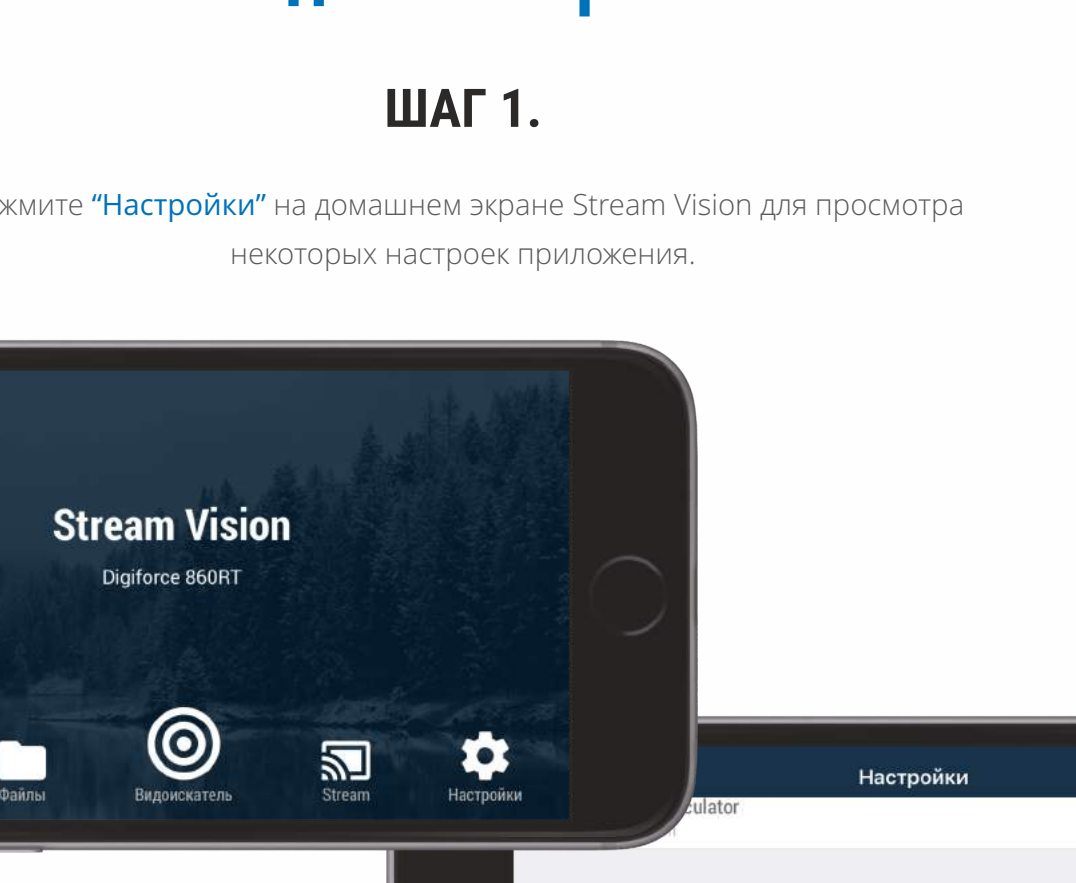 ШАГ 1.
жмите “Настройки” на домашнем экране Stream Vision для просмотра
некоторых настроек приложения.
Stream Vision
Digiforce 860RT
Файлы Видоискатель Stream Настройки
Настройки
culator